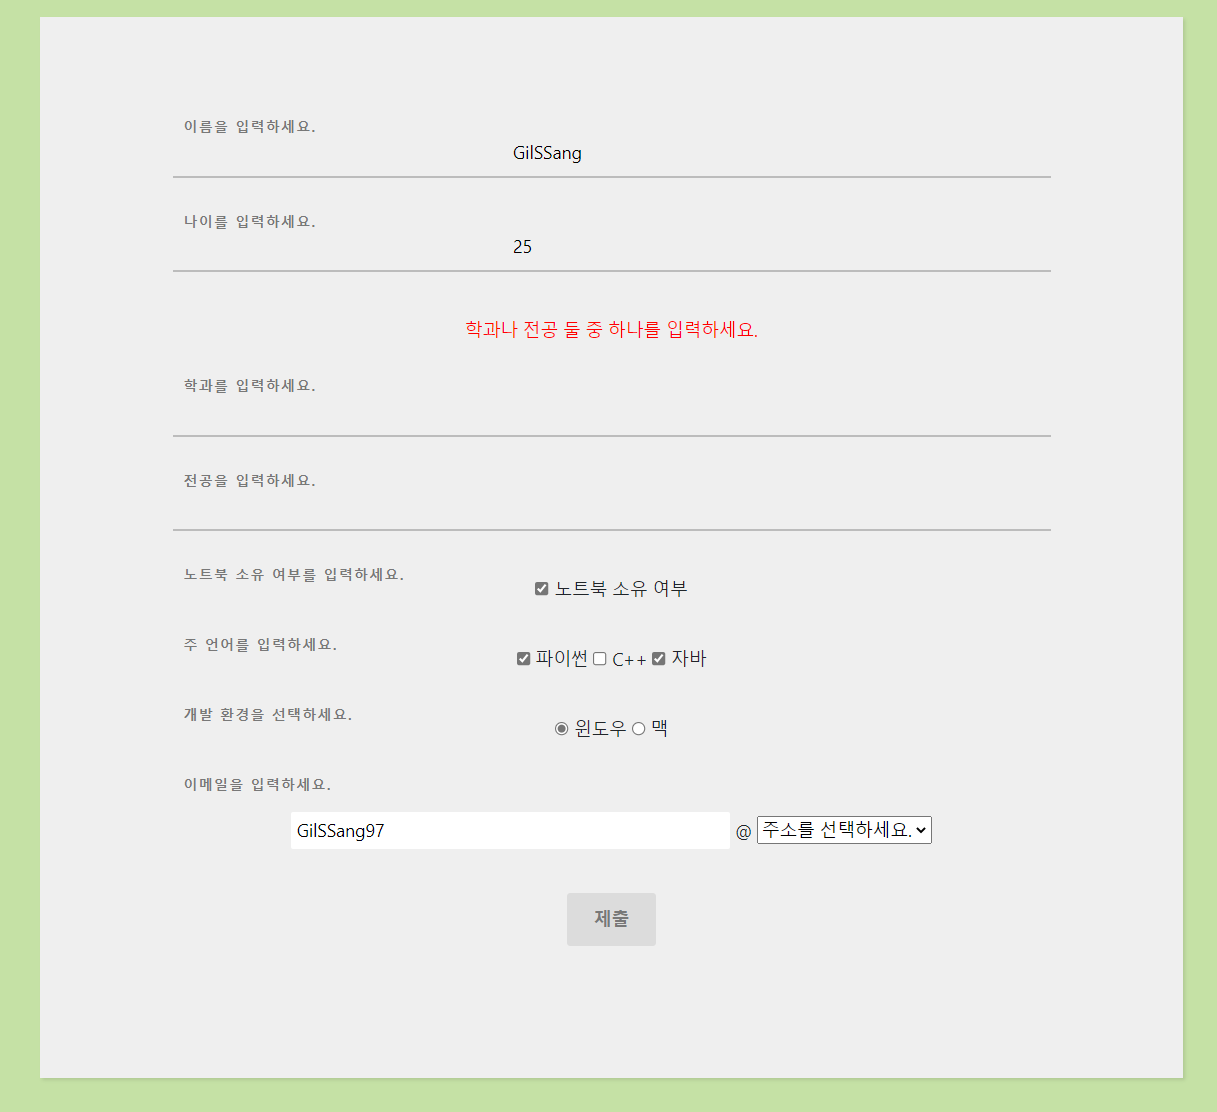 이름을 입력하세요.
GilSSang
나이를 입력하세요.
25
학과나 전공 둘 중 하나를 입력하세요.
학과를 입력하세요.
전공을 입력하세요.
노트북 소유 여부를 입력하세요.
노트북 소유 여부
주 언어를 입력하세요.
파이썬 C++ 자바
개발 환경을 선택하세요.
윈도우 맥
이메일을 입력하세요.
GilSSang97 @ 주소를 선택하세요.
제출